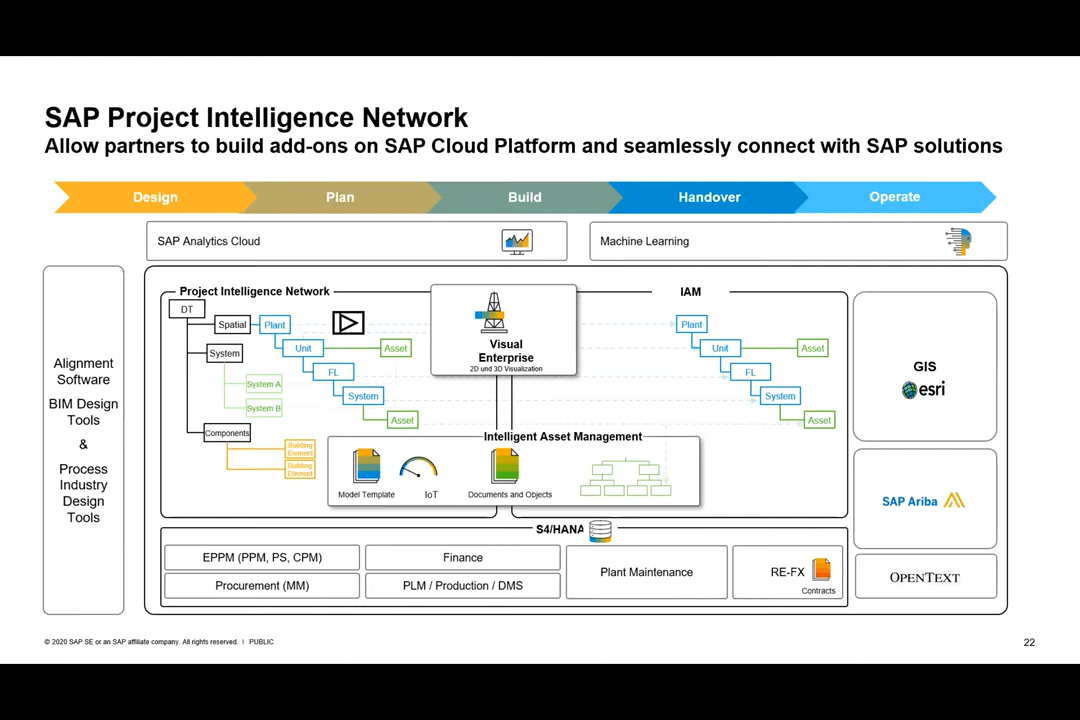 SAP Project Intelligence Network
Allow partners to build add-ons on SAP Cloud Platform and seamlessly connect with SAP solutions
Design
Plan
Build
Handover
Operate
SAP Analytics Cloud
Machine Learning
Alignment
Software
BIM Design
Tools
&
Process
Industry
Design
Tools
Project Intelligence Network
DT
Spatial
Plant
Unit
Asset
System
FL
System A
System
System B
Asset
Components
Building
Element
Building
Element
Visual
Enterprise
2D und 3D Visualization
IAM
Plant
Unit
Asset
FL
System
Asset
Intelligent Asset Management
Model Template
IoT
Documents and Objects
GIS
esri
SAP Ariba
OPENTEXT
S4/HANA
EPPM (PPM, PS, CPM)
Finance
Procurement (MM)
PLM / Production / DMS
Plant Maintenance
RE-FX
Contracts
© 2020 SAP SE or an SAP affiliate company. All rights reserved. I PUBLIC
22